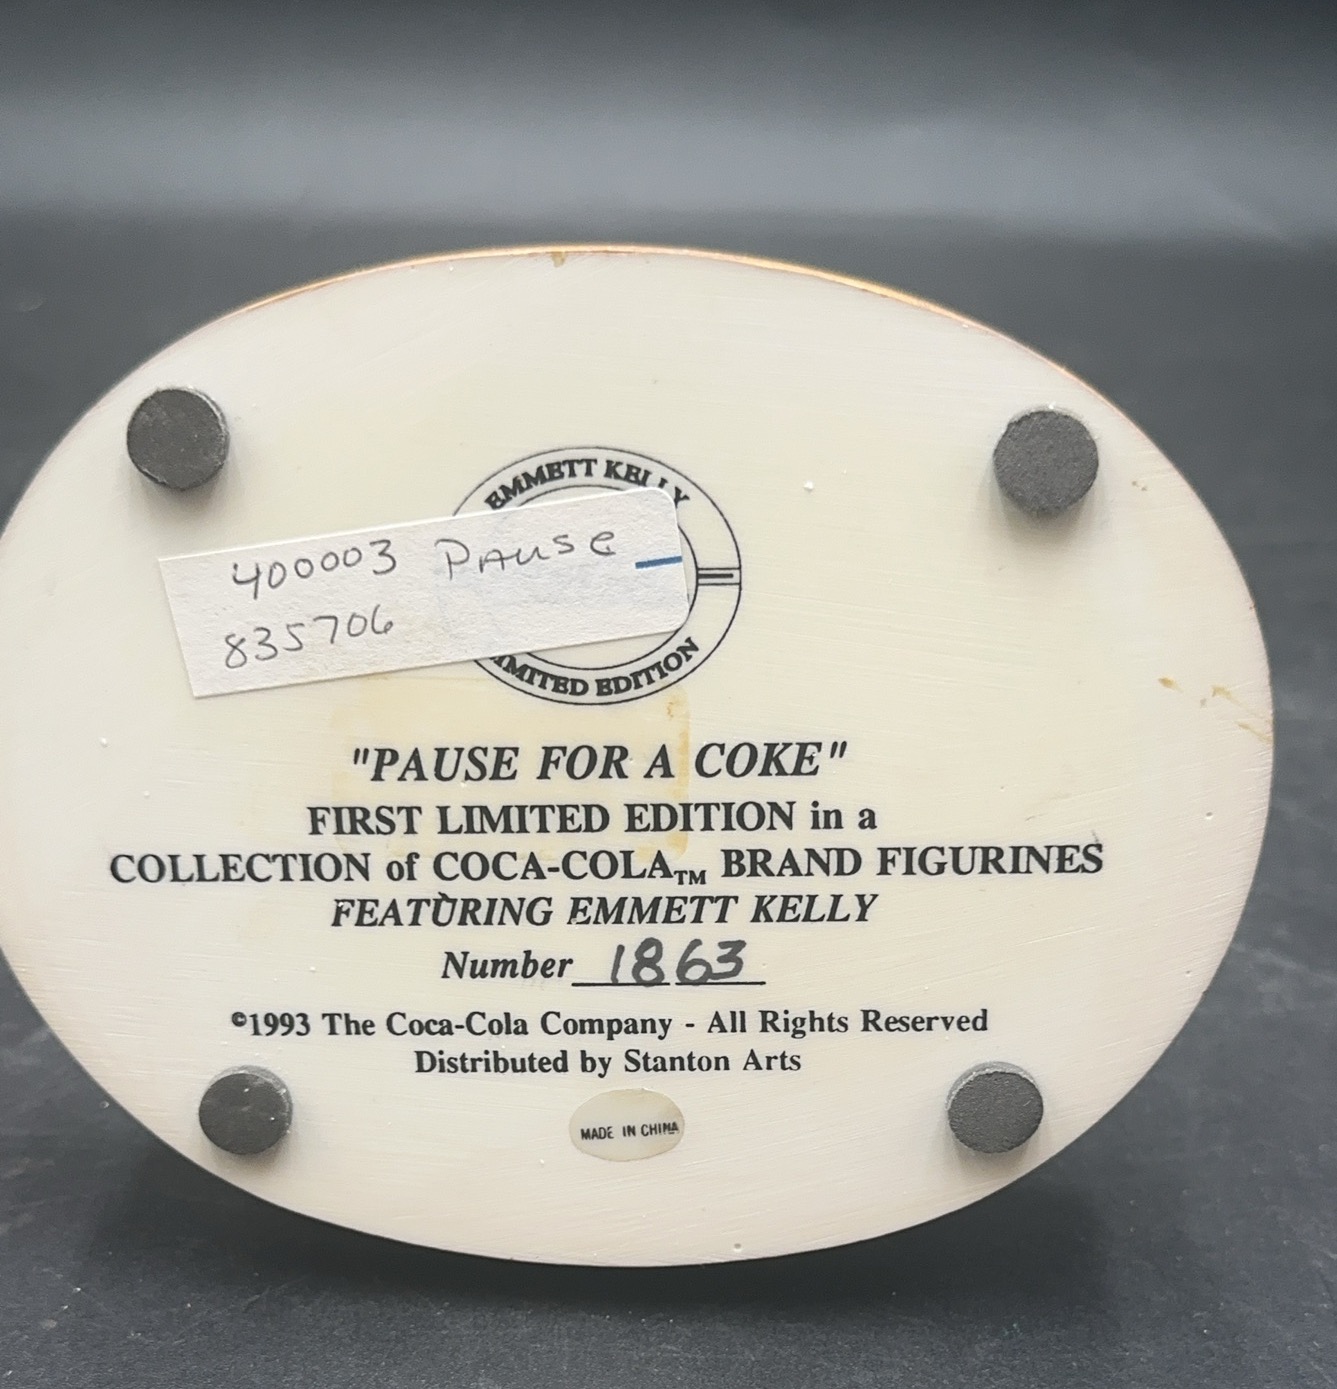 EMMETT KELLY
400003 Pause
835706
LIMITED EDITION
"PAUSE FOR A COKE"
FIRST LIMITED EDITION in a
COLLECTION of COCA-COLA™ BRAND FIGURINES
FEATURING EMMETT KELLY
Number 1863
©1993 The Coca-Cola Company - All Rights Reserved
Distributed by Stanton Arts
MADE IN CHINA